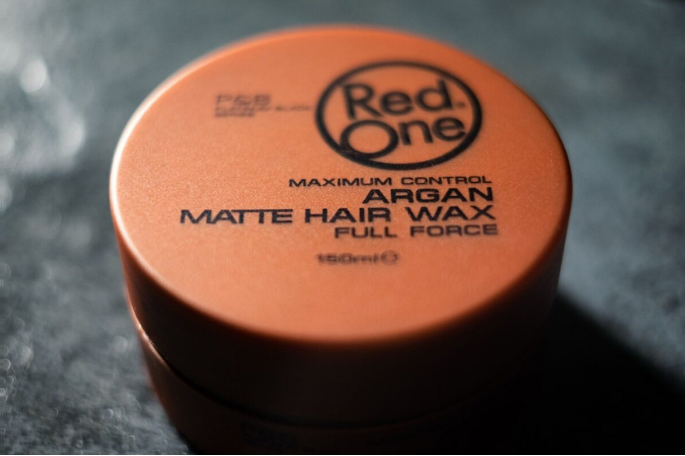 Red
One
MAXIMUM CONTROL
ARGAN
MATTE HAIR WAX
FULL FORCE
150ml ℮